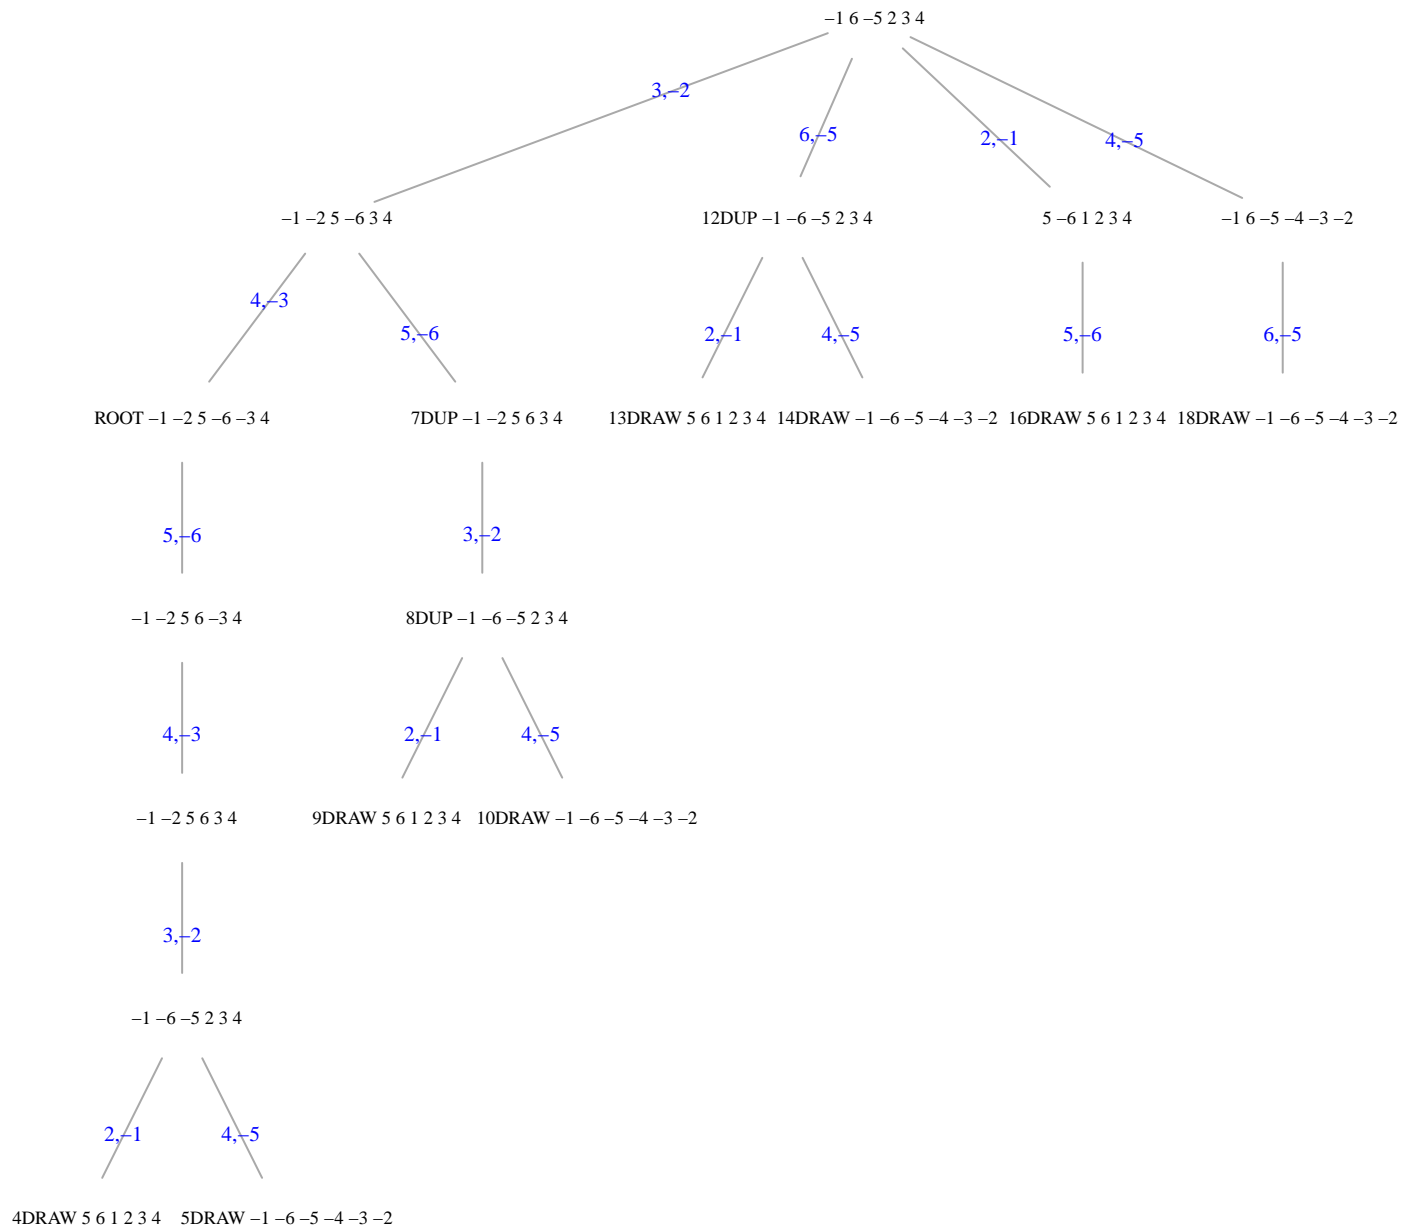 –1 6 –5 2 3 4
3,–2
6,–5
2,–1
4,–5
–1 –2 5 –6 3 4
12DUP –1 –6 –5 2 3 4
5 –6 1 2 3 4
–1 6 –5 –4 –3 –2
4,–3
5,–6
2,–1
4,–5
5,–6
6,–5
ROOT –1 –2 5 –6 –3 4
7DUP –1 –2 5 6 3 4
13DRAW 5 6 1 2 3 4
14DRAW –1 –6 –5 –4 –3 –2
16DRAW 5 6 1 2 3 4
18DRAW –1 –6 –5 –4 –3 –2
5,–6
3,–2
–1 –2 5 6 –3 4
8DUP –1 –6 –5 2 3 4
4,–3
2,–1
4,–5
–1 –2 5 6 3 4
9DRAW 5 6 1 2 3 4
10DRAW –1 –6 –5 –4 –3 –2
3,–2
–1 –6 –5 2 3 4
2,–1
4,–5
4DRAW 5 6 1 2 3 4
5DRAW –1 –6 –5 –4 –3 –2